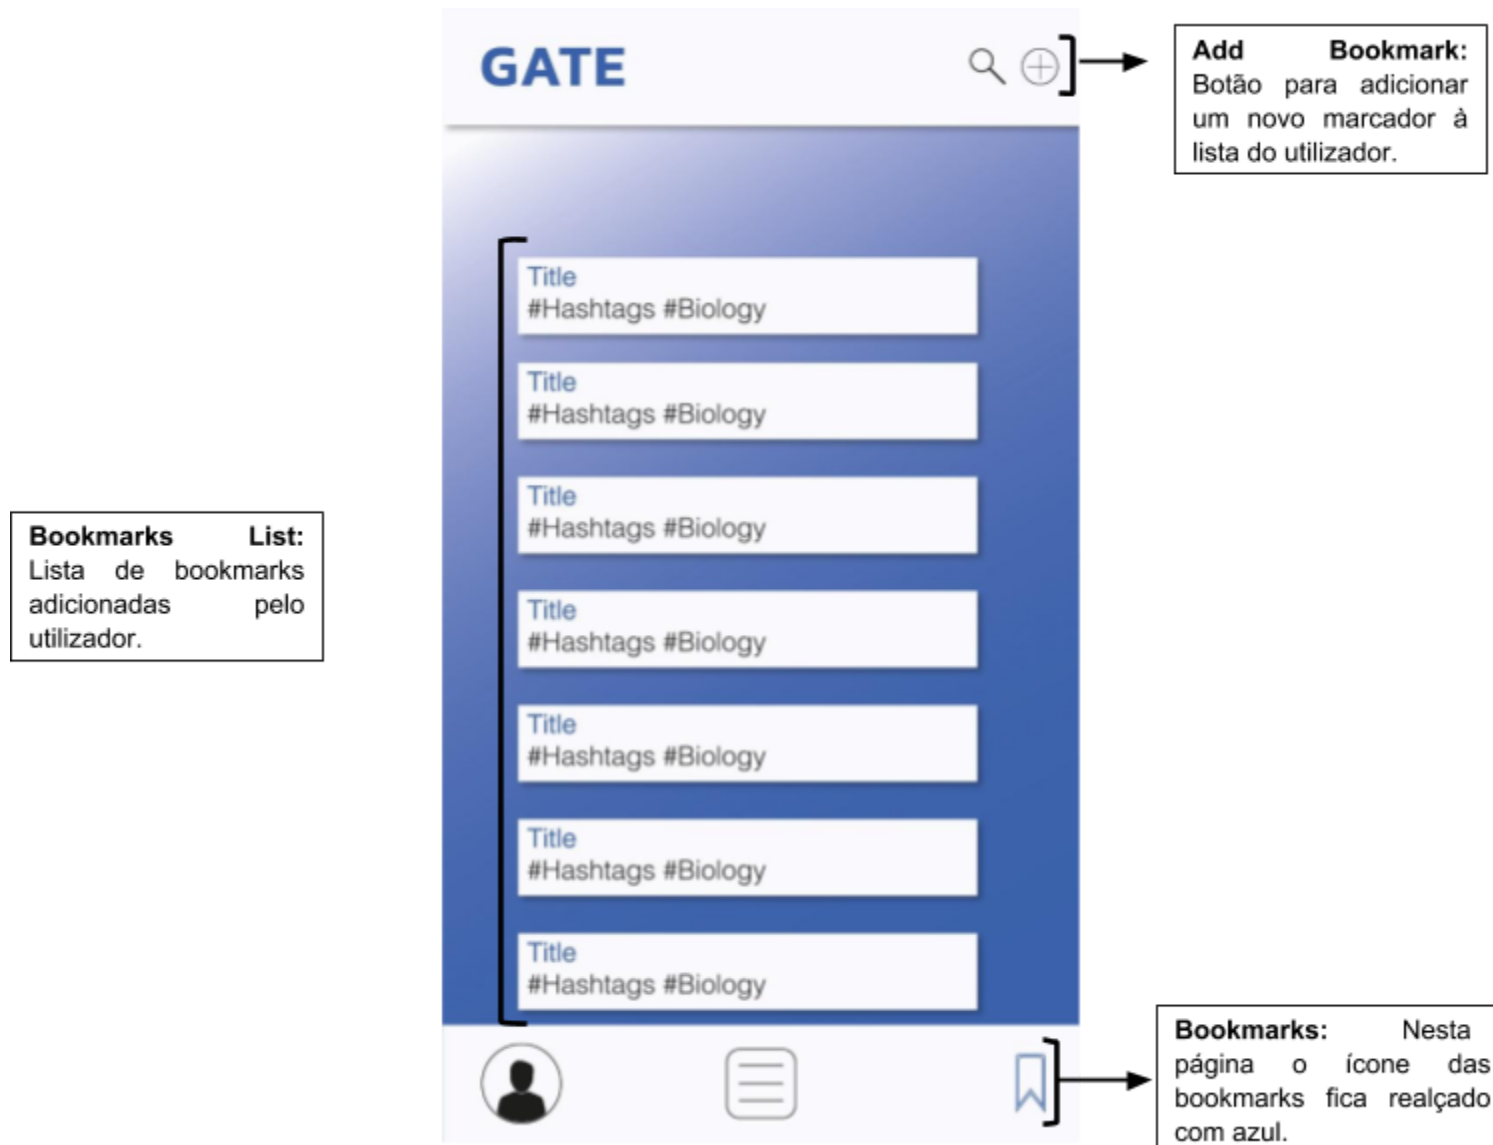 GATE
Add Bookmark:
Botão para adicionar
um novo marcador à
lista do utilizador.
Title
#Hashtags #Biology
Title
#Hashtags #Biology
Title
#Hashtags #Biology
Title
#Hashtags #Biology
Title
#Hashtags #Biology
Title
#Hashtags #Biology
Title
#Hashtags #Biology
Bookmarks List:
Lista de bookmarks
adicionadas pelo
utilizador.
Bookmarks: Nesta
página o ícone das
bookmarks fica realçado
com azul.